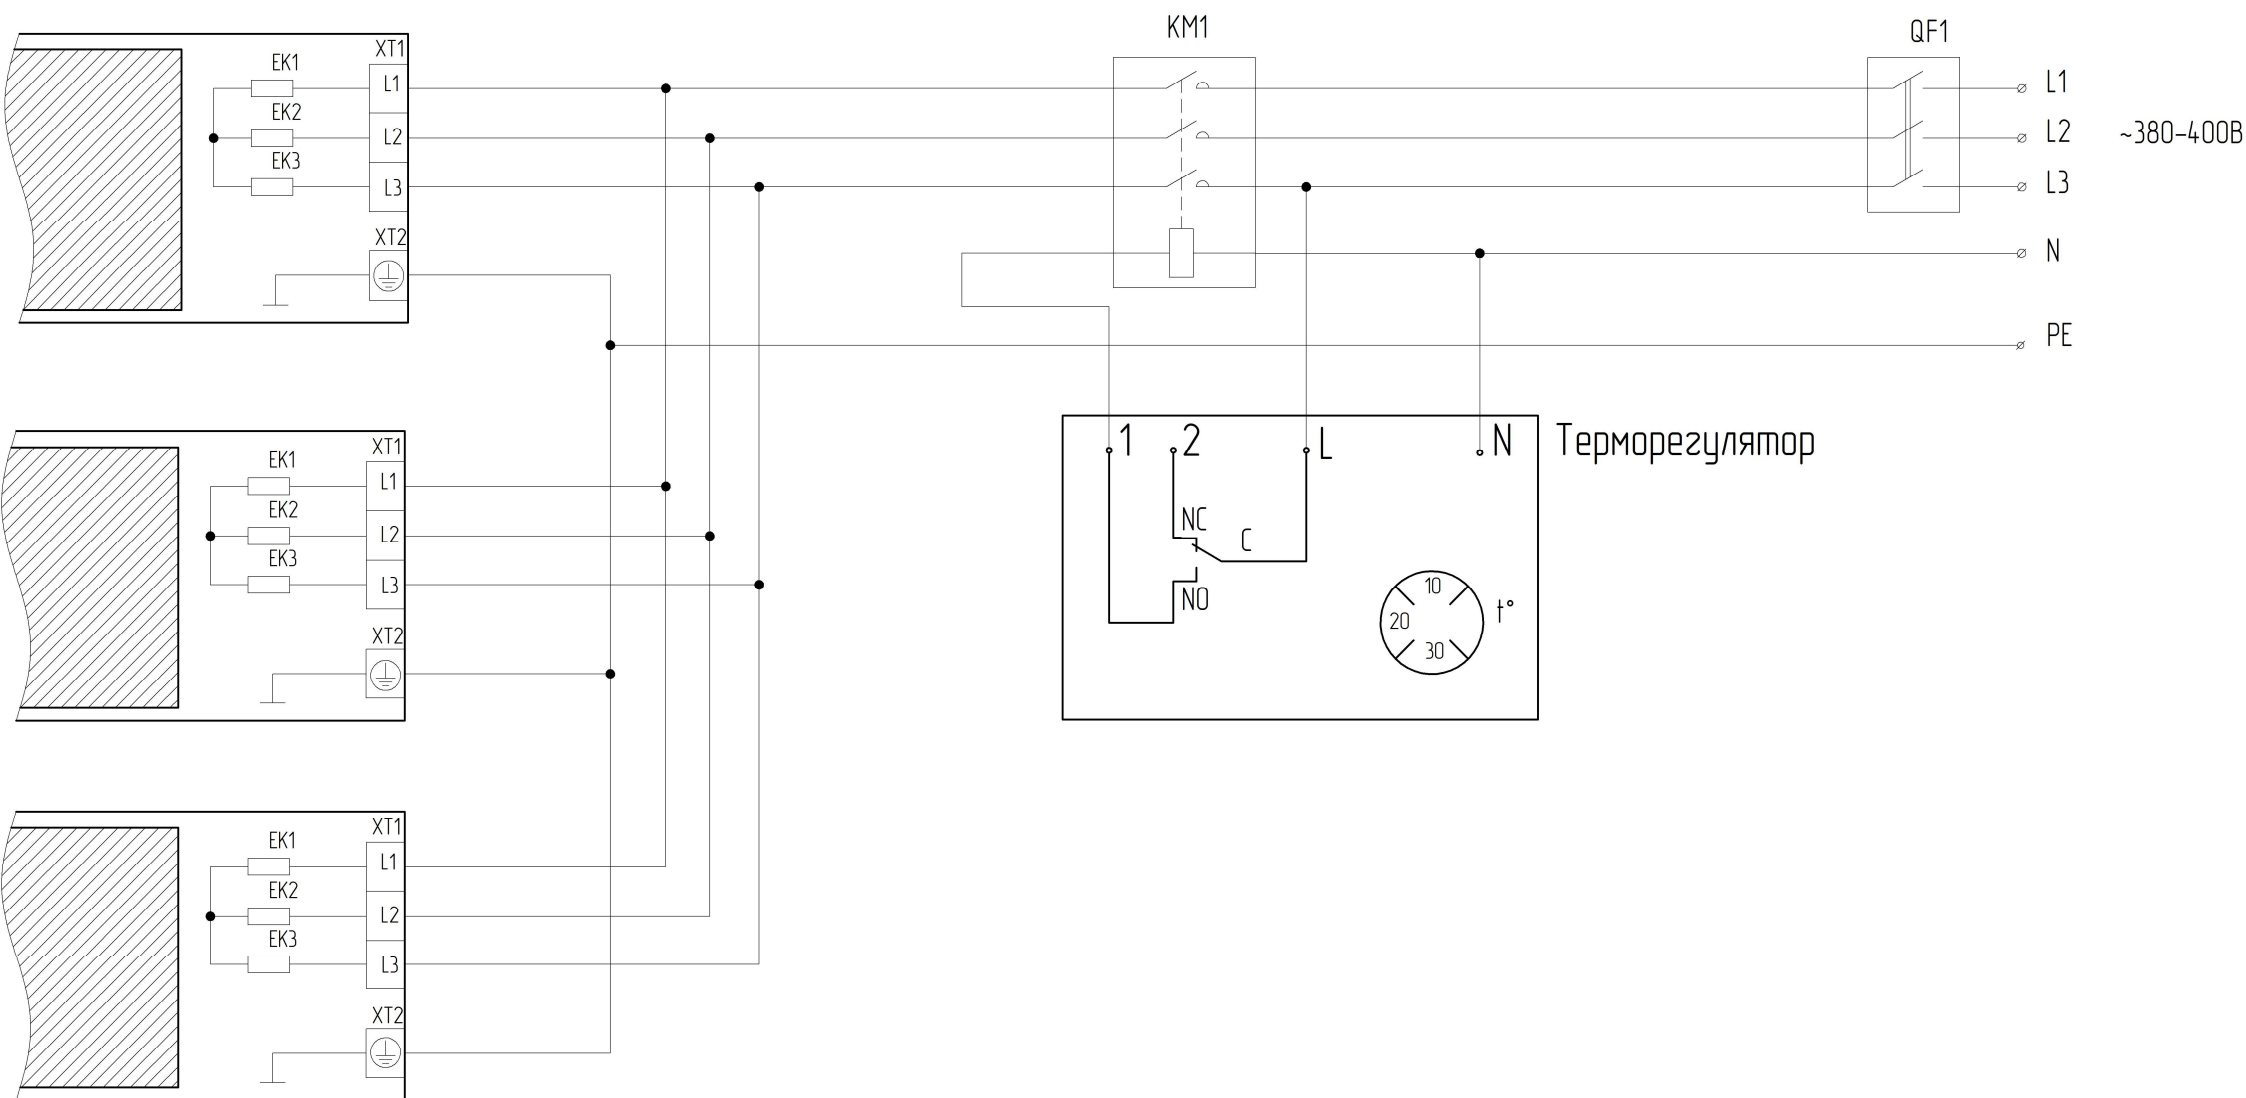 KM1
QF1
XT1
EK1
L1
EK2
L2
EK3
L3
XT2
L1
L2
~380-400В
L3
N
PE
XT1
EK1
L1
EK2
L2
EK3
L3
XT2
1
2
L
N
Терморегулятор
NC
C
NO
10
20
30
t°
XT1
EK1
L1
EK2
L2
EK3
L3
XT2